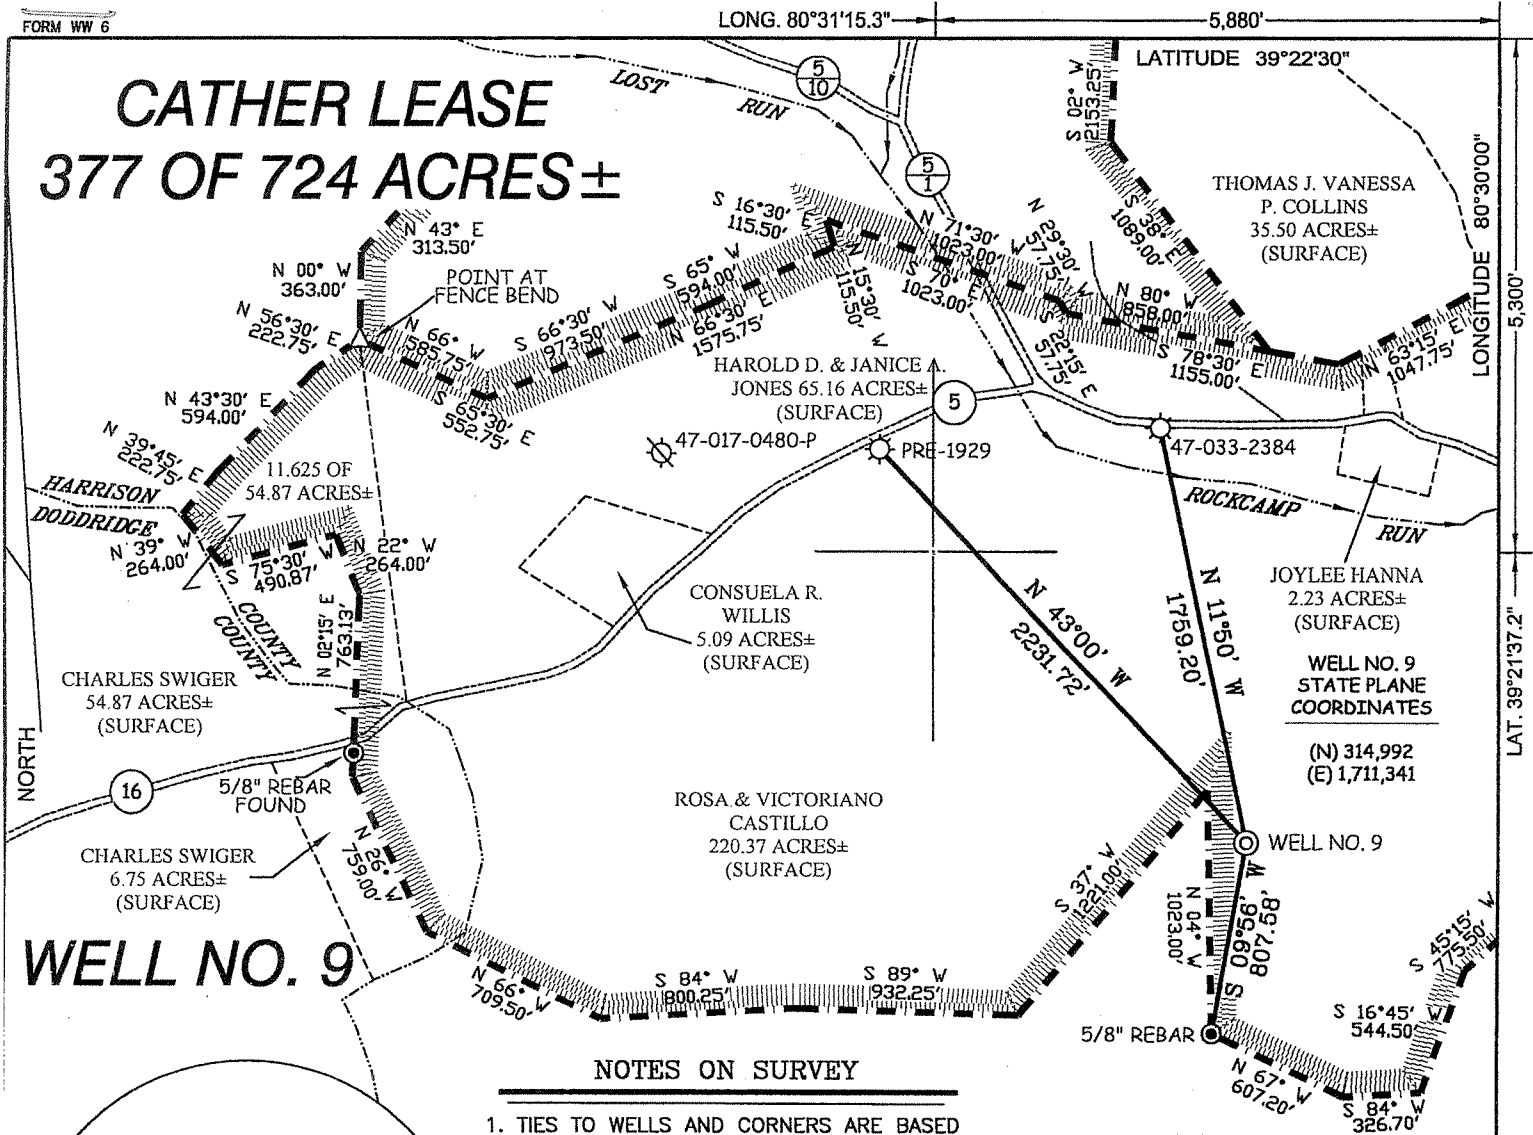 FORM WW 6
LONG. 80°31'15.3"
5,880'
LATITUDE 39°22'30"
CATHER LEASE
377 OF 724 ACRES±
LOST
RUN
5
10
5
1
S 02° W
2153.25'
THOMAS J. VANESSA
P. COLLINS
35.50 ACRES±
(SURFACE)
LONGITUDE 80°30'00"
5,300'
S 38° E
1089.00'
N 43° E
313.50'
N 00° W
363.00'
POINT AT
FENCE BEND
N 56°30' E
222.75'
N 66° W
585.75'
S 66°30' W
973.50'
S 65° W
594.00'
S 16°30' E
115.50'
N 66°30' E
1575.75'
N 15°30' W
115.50'
N 71°30' W
1023.00'
S 70° E
1023.00'
N 29°30' W
57.75'
S 22°15' E
57.75'
N 80° W
858.00'
S 78°30' E
1155.00'
N 63°15' E
1047.75'
N 43°30' E
594.00'
S 65°30' E
552.75'
HAROLD D. & JANICE A.
JONES 65.16 ACRES±
(SURFACE)
5
47-017-0480-P
PRE-1929
47-033-2384
N 39°45' E
222.75'
11.625 OF
54.87 ACRES±
HARRISON
DODDRIDGE
COUNTY
COUNTY
N 39° W
264.00'
S 75°30' W
490.87'
N 22° W
264.00'
N 02°15' E
763.13'
ROCKCAMP
RUN
CONSUELA R.
WILLIS
5.09 ACRES±
(SURFACE)
JOYLEE HANNA
2.23 ACRES±
(SURFACE)
N 43°00' W
2231.72'
N 11°50' W
1759.20'
WELL NO. 9
STATE PLANE
COORDINATES
(N) 314,992
(E) 1,711,341
LAT. 39°21'37.2"
CHARLES SWIGER
54.87 ACRES±
(SURFACE)
NORTH
16
5/8" REBAR
FOUND
CHARLES SWIGER
6.75 ACRES±
(SURFACE)
N 26° W
759.00'
ROSA & VICTORIANO
CASTILLO
220.37 ACRES±
(SURFACE)
WELL NO. 9
WELL NO. 9
S 37° W
1221.00'
N 04° W
1023.00'
S 09°56' W
807.58'
N 66° W
709.50'
S 84° W
800.25'
S 89° W
932.25'
S 45°15' W
775.50'
S 16°45' W
544.50'
5/8" REBAR
N 67° W
607.20'
S 84° W
326.70'
NOTES ON SURVEY
1. TIES TO WELLS AND CORNERS ARE BASED